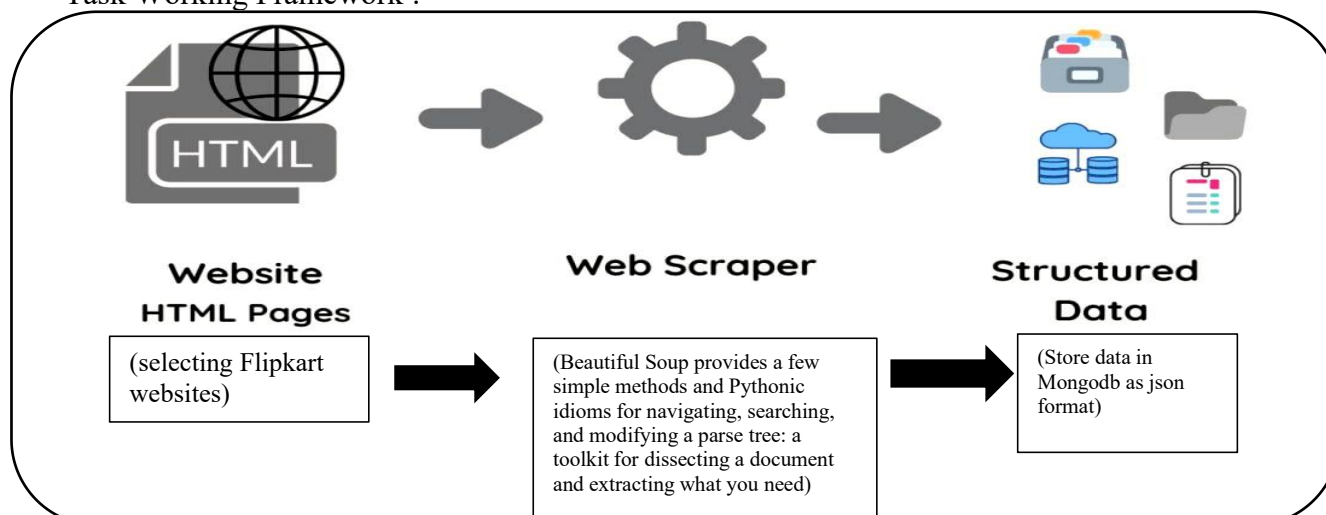 Task Working Framework :
HTML
Website
HTML Pages
Web Scraper
Structured
Data
(selecting Flipkart
websites)
(Beautiful Soup provides a few
simple methods and Pythonic
idioms for navigating, searching,
and modifying a parse tree: a
toolkit for dissecting a document
and extracting what you need)
(Store data in
Mongodb as json
format)